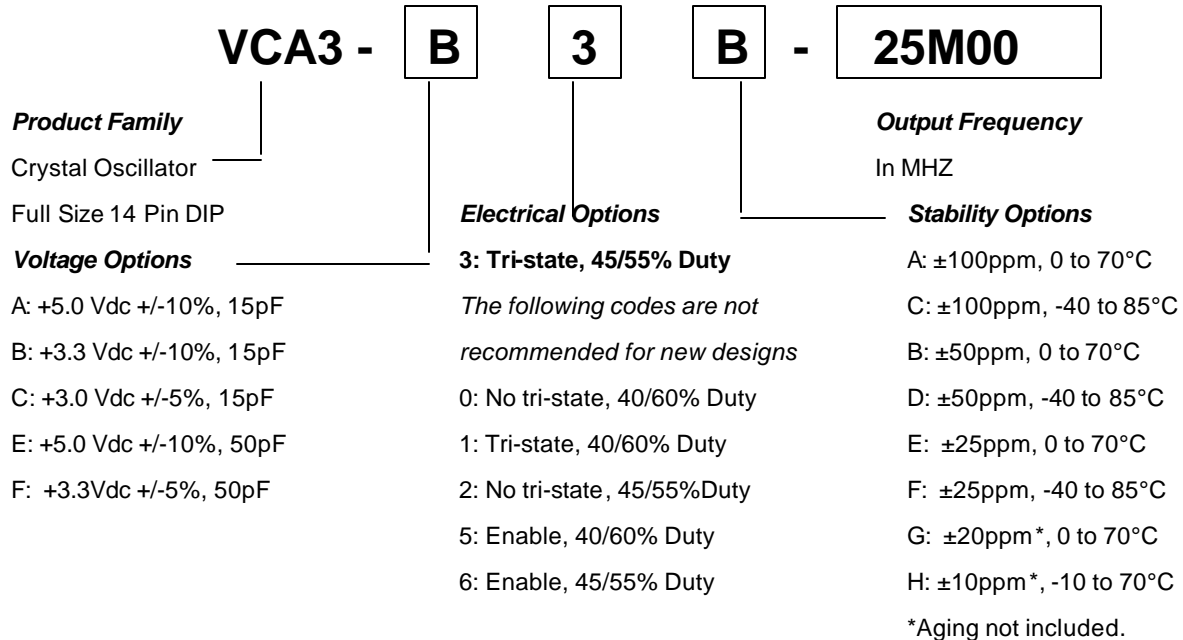 VCA3 - B 3 B - 25M00
Product Family
Crystal Oscillator
Full Size 14 Pin DIP
Voltage Options
A: +5.0 Vdc +/-10%, 15pF
B: +3.3 Vdc +/-10%, 15pF
C: +3.0 Vdc +/-5%, 15pF
E: +5.0 Vdc +/-10%, 50pF
F: +3.3Vdc +/-5%, 50pF
Electrical Options
3: Tri-state, 45/55% Duty
The following codes are not
recommended for new designs
0: No tri-state, 40/60% Duty
1: Tri-state, 40/60% Duty
2: No tri-state, 45/55%Duty
5: Enable, 40/60% Duty
6: Enable, 45/55% Duty
Output Frequency
In MHZ
Stability Options
A: ±100ppm, 0 to 70°C
C: ±100ppm, -40 to 85°C
B: ±50ppm, 0 to 70°C
D: ±50ppm, -40 to 85°C
E: ±25ppm, 0 to 70°C
F: ±25ppm, -40 to 85°C
G: ±20ppm*, 0 to 70°C
H: ±10ppm*, -10 to 70°C
*Aging not included.